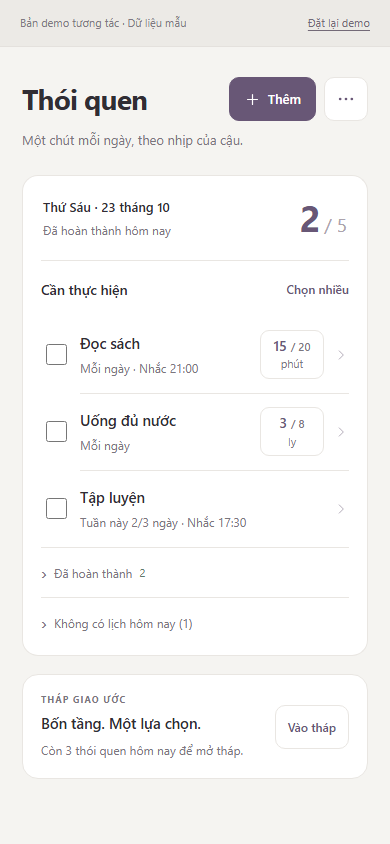 Bản demo tương tác · Dữ liệu mẫu
Đặt lại demo
Thói quen
+ Thêm
...
Một chút mỗi ngày, theo nhịp của cậu.
Thứ Sáu · 23 tháng 10
Đã hoàn thành hôm nay
2 / 5
Cần thực hiện
Chọn nhiều
Đọc sách
Mỗi ngày · Nhắc 21:00
15 / 20
phút
Uống đủ nước
Mỗi ngày
3 / 8
ly
Tập luyện
Tuần này 2/3 ngày · Nhắc 17:30
Đã hoàn thành 2
Không có lịch hôm nay (1)
THÁP GIAO ƯỚC
Bốn tầng. Một lựa chọn.
Còn 3 thói quen hôm nay để mở tháp.
Vào tháp